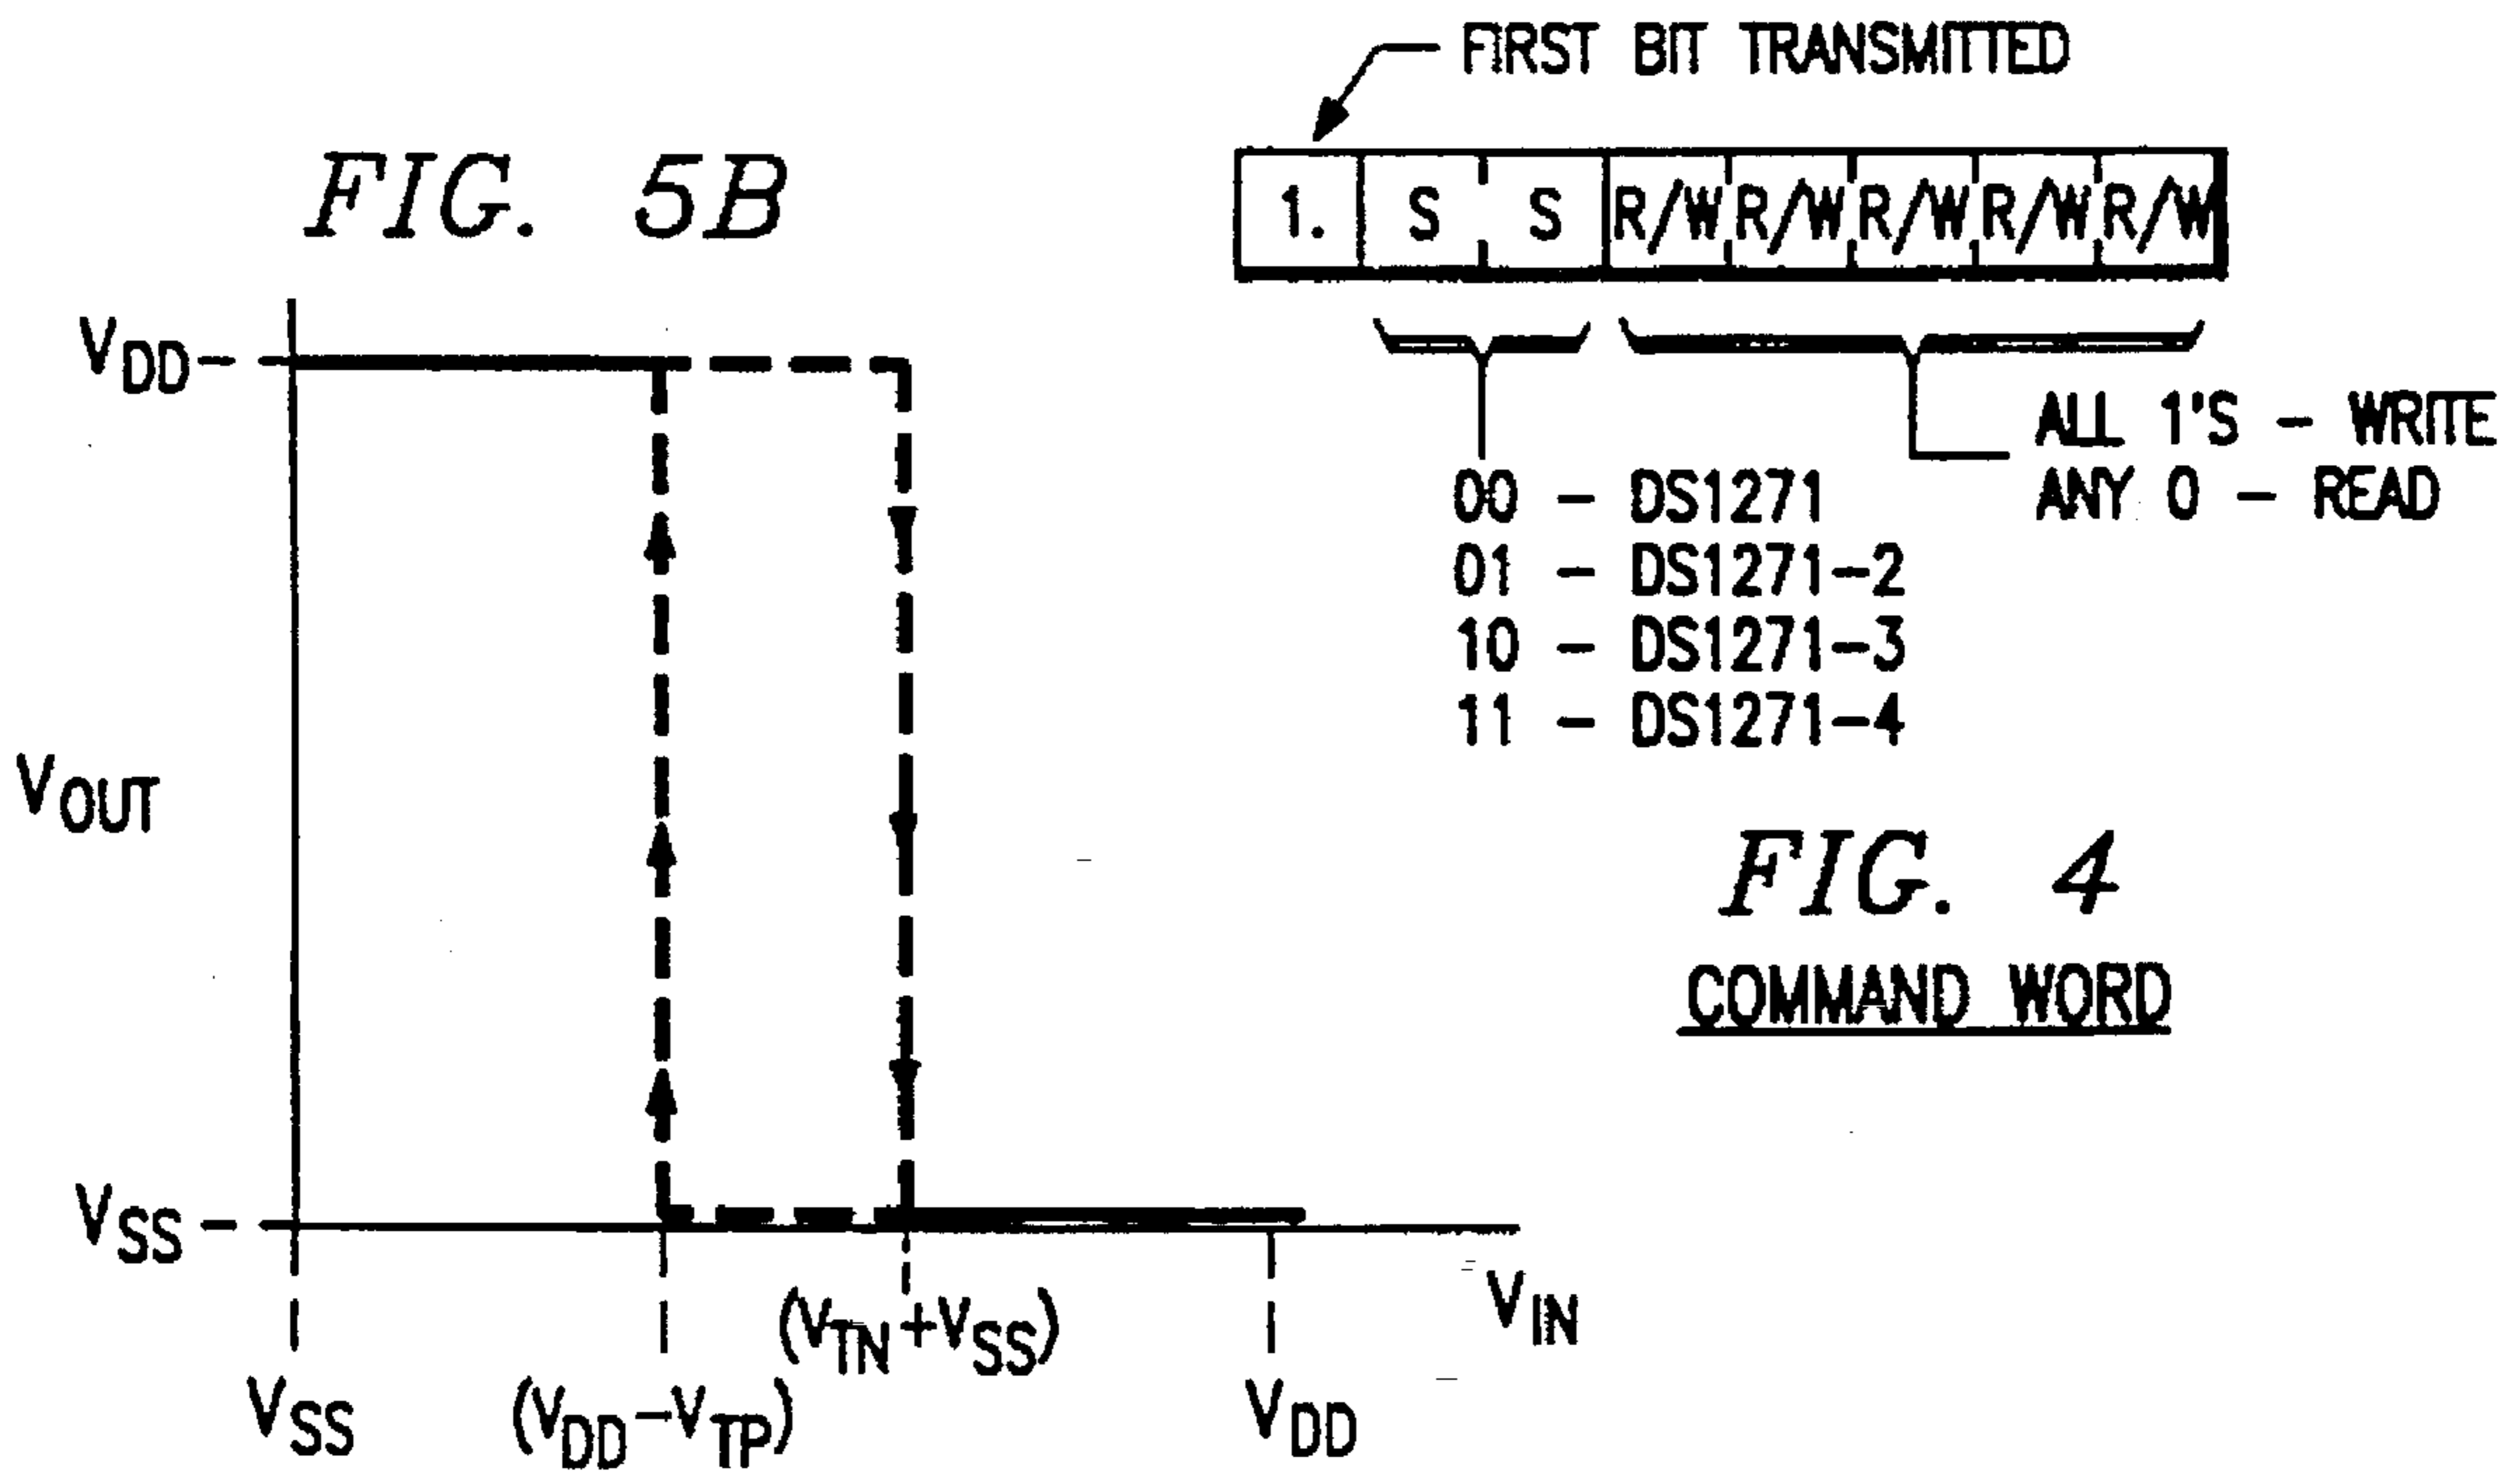 FIRST BIT TRANSMITTED
1. S S R/W R/W R/W R/W R/W
ALL 1'S - WRITE
ANY 0 - READ
00 - DS1271
01 - DS1271-2
10 - DS1271-3
11 - DS1271-4
FIG. 4
COMMAND WORD
FIG. 5B
VDD
VOUT
VSS
VSS
(VDD-VTP)
(VTN+VSS)
VDD
VIN